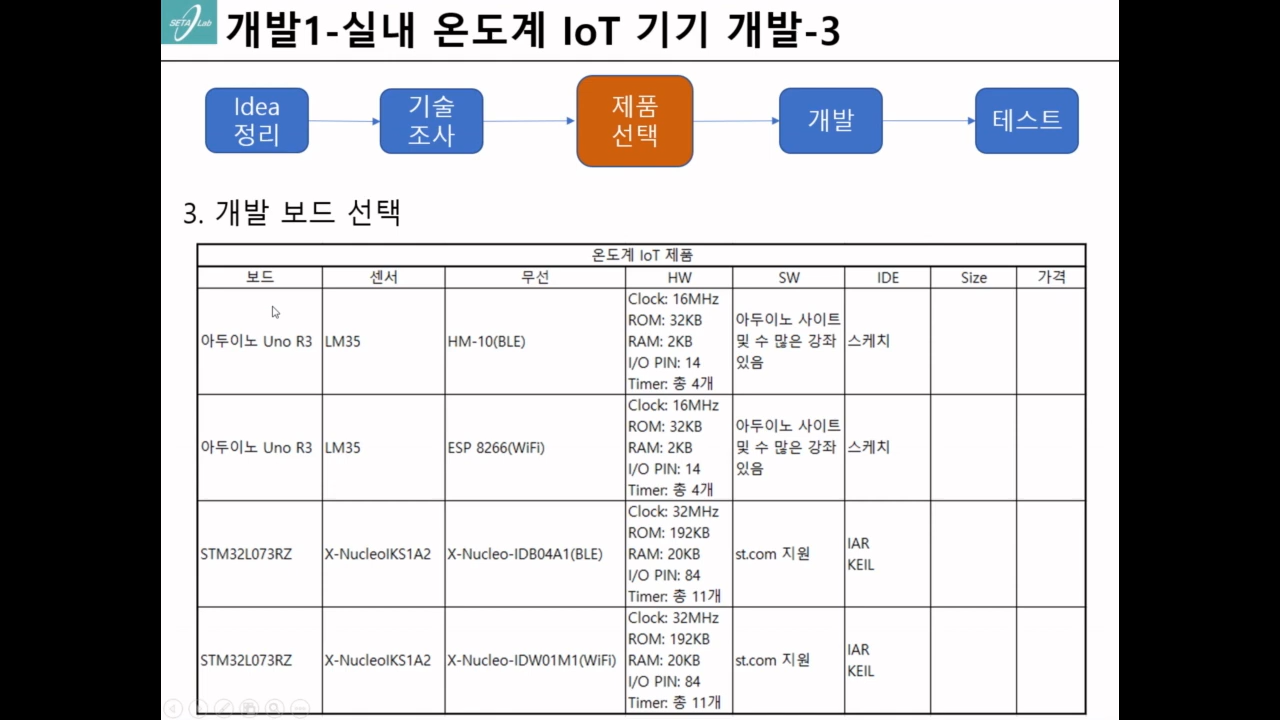 SETA Lab
개발1-실내 온도계 IoT 기기 개발-3
Idea
정리
기술
조사
제품
선택
개발
테스트
3. 개발 보드 선택
온도계 IoT 제품
보드 센서 무선 HW SW IDE Size 가격
아두이노 Uno R3
LM35
HM-10(BLE)
Clock: 16MHz
ROM: 32KB
RAM: 2KB
I/O PIN: 14
Timer: 총 4개
아두이노 사이트
및 수 많은 강좌
있음
스케치
아두이노 Uno R3
LM35
ESP 8266(WiFi)
Clock: 16MHz
ROM: 32KB
RAM: 2KB
I/O PIN: 14
Timer: 총 4개
아두이노 사이트
및 수 많은 강좌
있음
스케치
STM32L073RZ
X-NucleoIKS1A2
X-Nucleo-IDB04A1(BLE)
Clock: 32MHz
ROM: 192KB
RAM: 20KB
I/O PIN: 84
Timer: 총 11개
st.com 지원
IAR
KEIL
STM32L073RZ
X-NucleoIKS1A2
X-Nucleo-IDW01M1(WiFi)
Clock: 32MHz
ROM: 192KB
RAM: 20KB
I/O PIN: 84
Timer: 총 11개
st.com 지원
IAR
KEIL